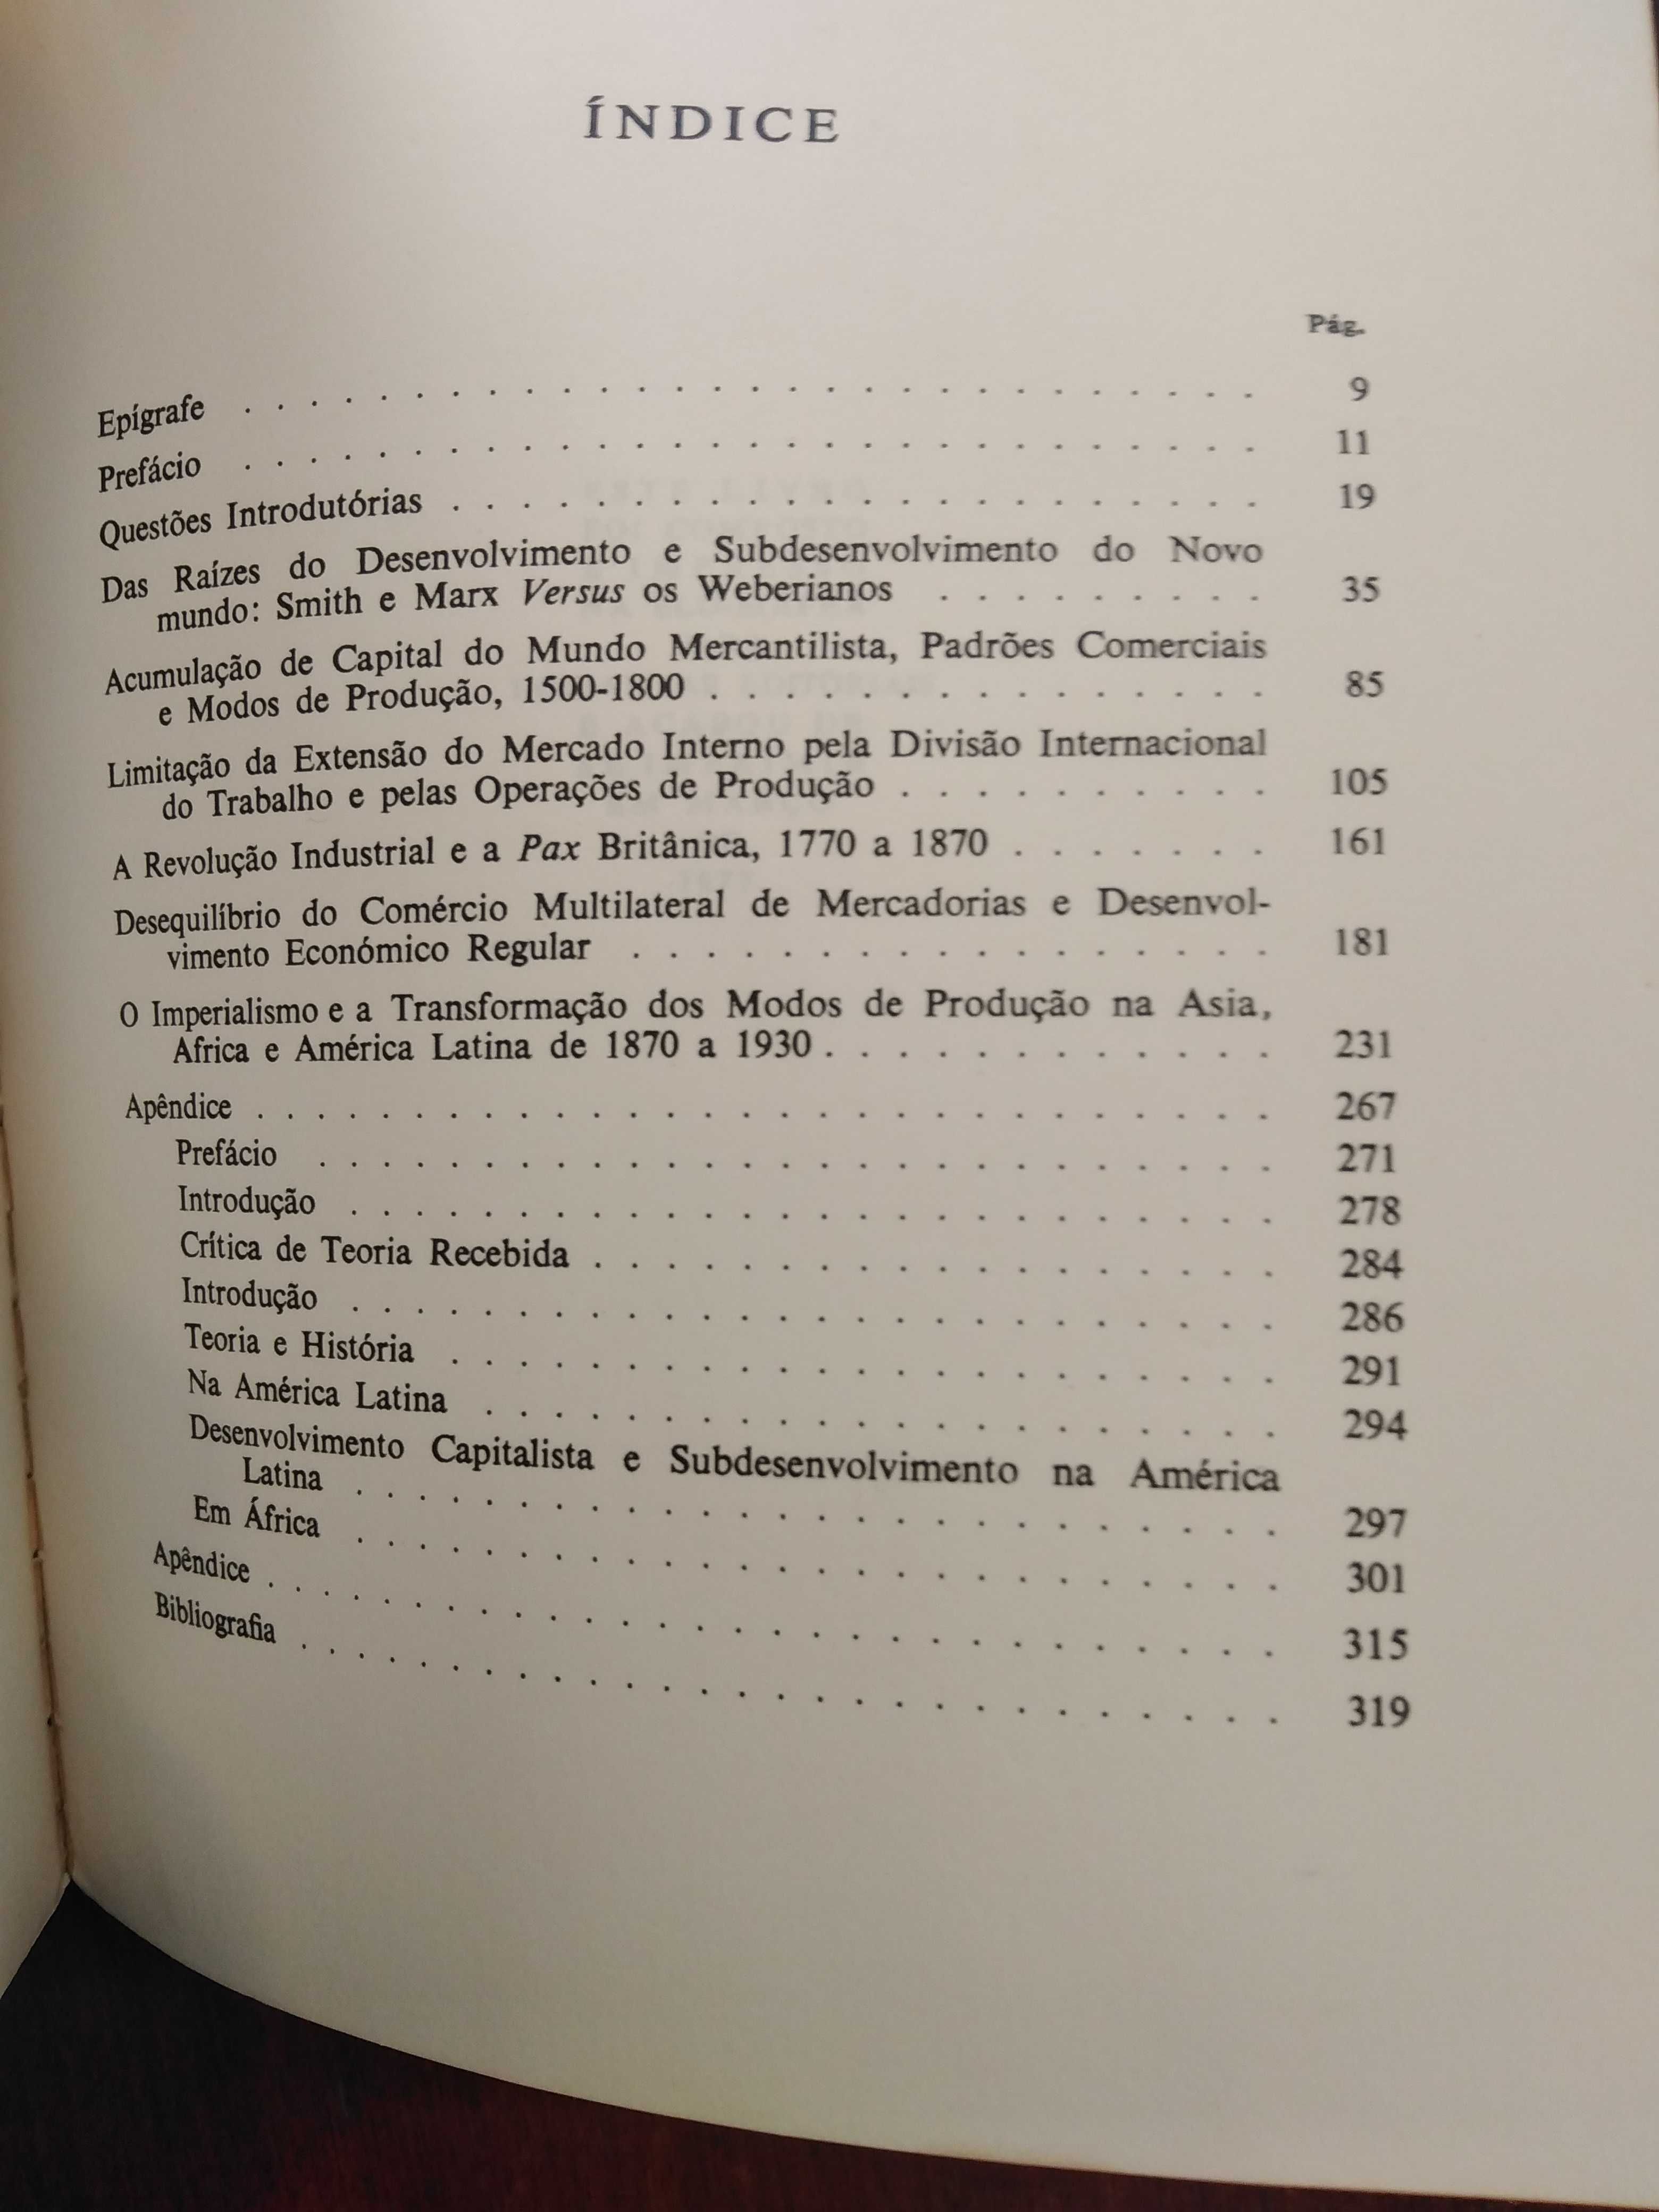 ÍNDICE
Pág.
Epígrafe . . . . . . . . . . . . . . . . . . . . . . . . 9
Prefácio . . . . . . . . . . . . . . . . . . . . . . . . 11
Questões Introdutórias . . . . . . . . . . . . . . . . . . . 19
Das Raízes do Desenvolvimento e Subdesenvolvimento do Novo
mundo: Smith e Marx Versus os Weberianos . . . . . . . . . 35
Acumulação de Capital do Mundo Mercantilista, Padrões Comerciais
e Modos de Produção, 1500-1800 . . . . . . . . . . . . . . . 85
Limitação da Extensão do Mercado Interno pela Divisão Internacional
do Trabalho e pelas Operações de Produção . . . . . . . . . . 105
A Revolução Industrial e a Pax Britânica, 1770 a 1870 . . . . . . . 161
Desequilíbrio do Comércio Multilateral de Mercadorias e Desenvol-
vimento Económico Regular . . . . . . . . . . . . . . . . . 181
O Imperialismo e a Transformação dos Modos de Produção na Asia,
Africa e América Latina de 1870 a 1930 . . . . . . . . . . . . 231
Apêndice . . . . . . . . . . . . . . . . . . . . . . . . 267
Prefácio . . . . . . . . . . . . . . . . . . . . . . . 271
Introdução . . . . . . . . . . . . . . . . . . . . . . 278
Crítica de Teoria Recebida . . . . . . . . . . . . . . . . . 284
Introdução . . . . . . . . . . . . . . . . . . . . . . 286
Teoria e História . . . . . . . . . . . . . . . . . . . . 291
Na América Latina . . . . . . . . . . . . . . . . . . . 294
Desenvolvimento Capitalista e Subdesenvolvimento na América
Latina . . . . . . . . . . . . . . . . . . . . . . 297
Em África . . . . . . . . . . . . . . . . . . . . . . 301
Apêndice . . . . . . . . . . . . . . . . . . . . . . . . 315
Bibliografia . . . . . . . . . . . . . . . . . . . . . . . 319